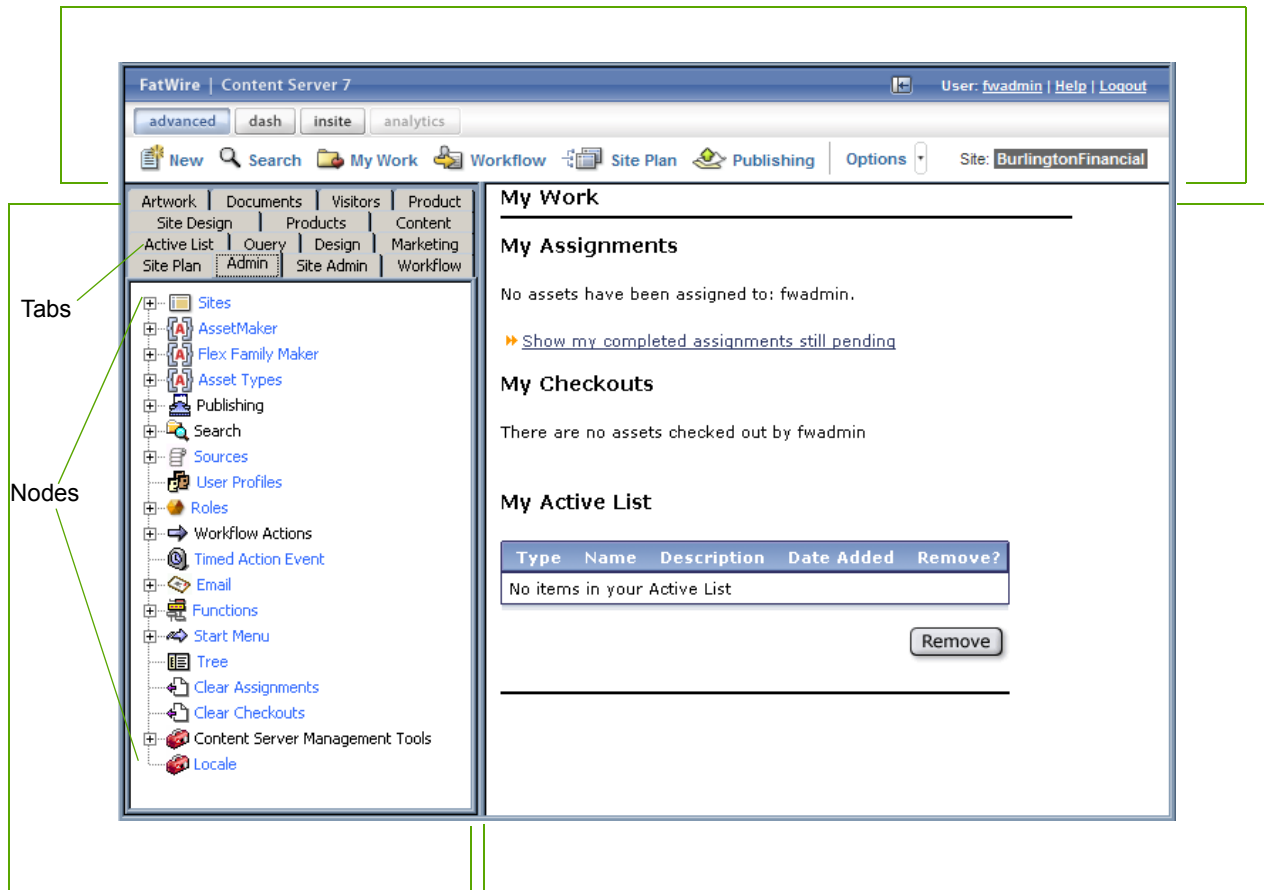 FatWire | Content Server 7
User: fwadmin | Help | Logout
advanced dash insite analytics
New Search My Work Workflow Site Plan Publishing Options Site: BurlingtonFinancial
Artwork Documents Visitors Product
Site Design Products Content
Active List Query Design Marketing
Site Plan Admin Site Admin Workflow
Tabs
Nodes
Sites
AssetMaker
Flex Family Maker
Asset Types
Publishing
Search
Sources
User Profiles
Roles
Workflow Actions
Timed Action Event
Email
Functions
Start Menu
Tree
Clear Assignments
Clear Checkouts
Content Server Management Tools
Locale
My Work
My Assignments
No assets have been assigned to: fwadmin.
Show my completed assignments still pending
My Checkouts
There are no assets checked out by fwadmin
My Active List
Type Name Description Date Added Remove?
No items in your Active List
Remove